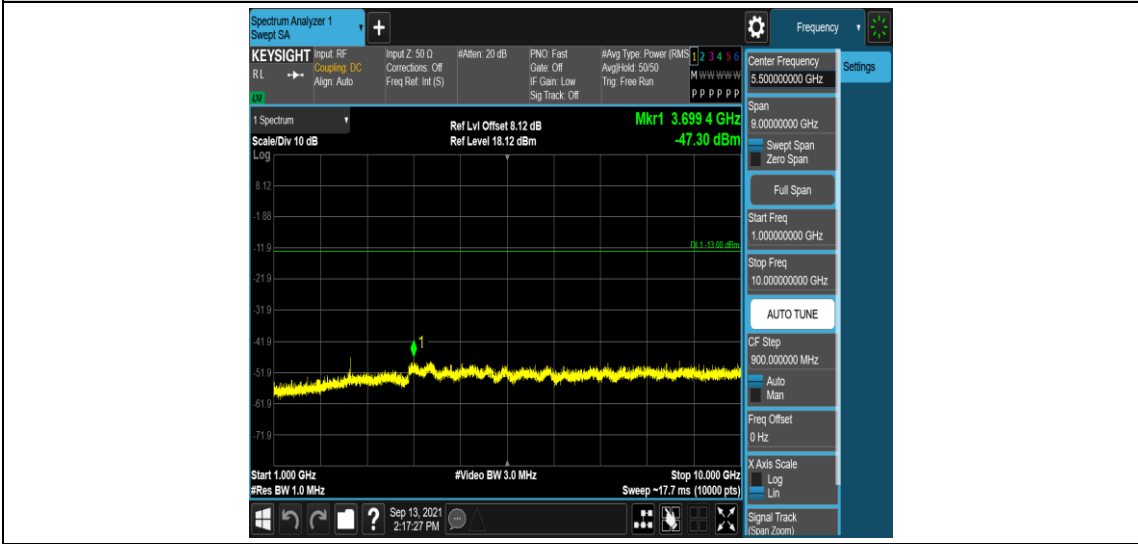 Spectrum Analyzer 1
Swept SA
+
Frequency
KEYSIGHT
RL
LM
Input: RF
Coupling: DC
Align: Auto
Input Z: 50 Ω
Corrections: Off
Freq Ref: Int (S)
#Atten: 20 dB
PNO: Fast
Gate: Off
IF Gain: Low
Sig Track: Off
#Avg Type: Power (RMS
Avg|Hold: 50/50
Trig: Free Run
1 2 3 4 5 6
M W W W W W
P P P P P P
1 Spectrum
Scale/Div 10 dB
Log
Ref Lvl Offset 8.12 dB
Ref Level 18.12 dBm
Mkr1 3.699 4 GHz
-47.30 dBm
8.12
-1.88
-11.9
-21.9
-31.9
-41.9
-51.9
-61.9
-71.9
DL1 -13.00 dBm
1
Start 1.000 GHz
#Res BW 1.0 MHz
#Video BW 3.0 MHz
Stop 10.000 GHz
Sweep ~17.7 ms (10000 pts)
?
Sep 13, 2021
2:17:27 PM
Center Frequency
5.500000000 GHz
Settings
Span
9.00000000 GHz
Swept Span
Zero Span
Full Span
Start Freq
1.000000000 GHz
Stop Freq
10.000000000 GHz
AUTO TUNE
CF Step
900.000000 MHz
Auto
Man
Freq Offset
0 Hz
X Axis Scale
Log
Lin
Signal Track
(Span Zoom)